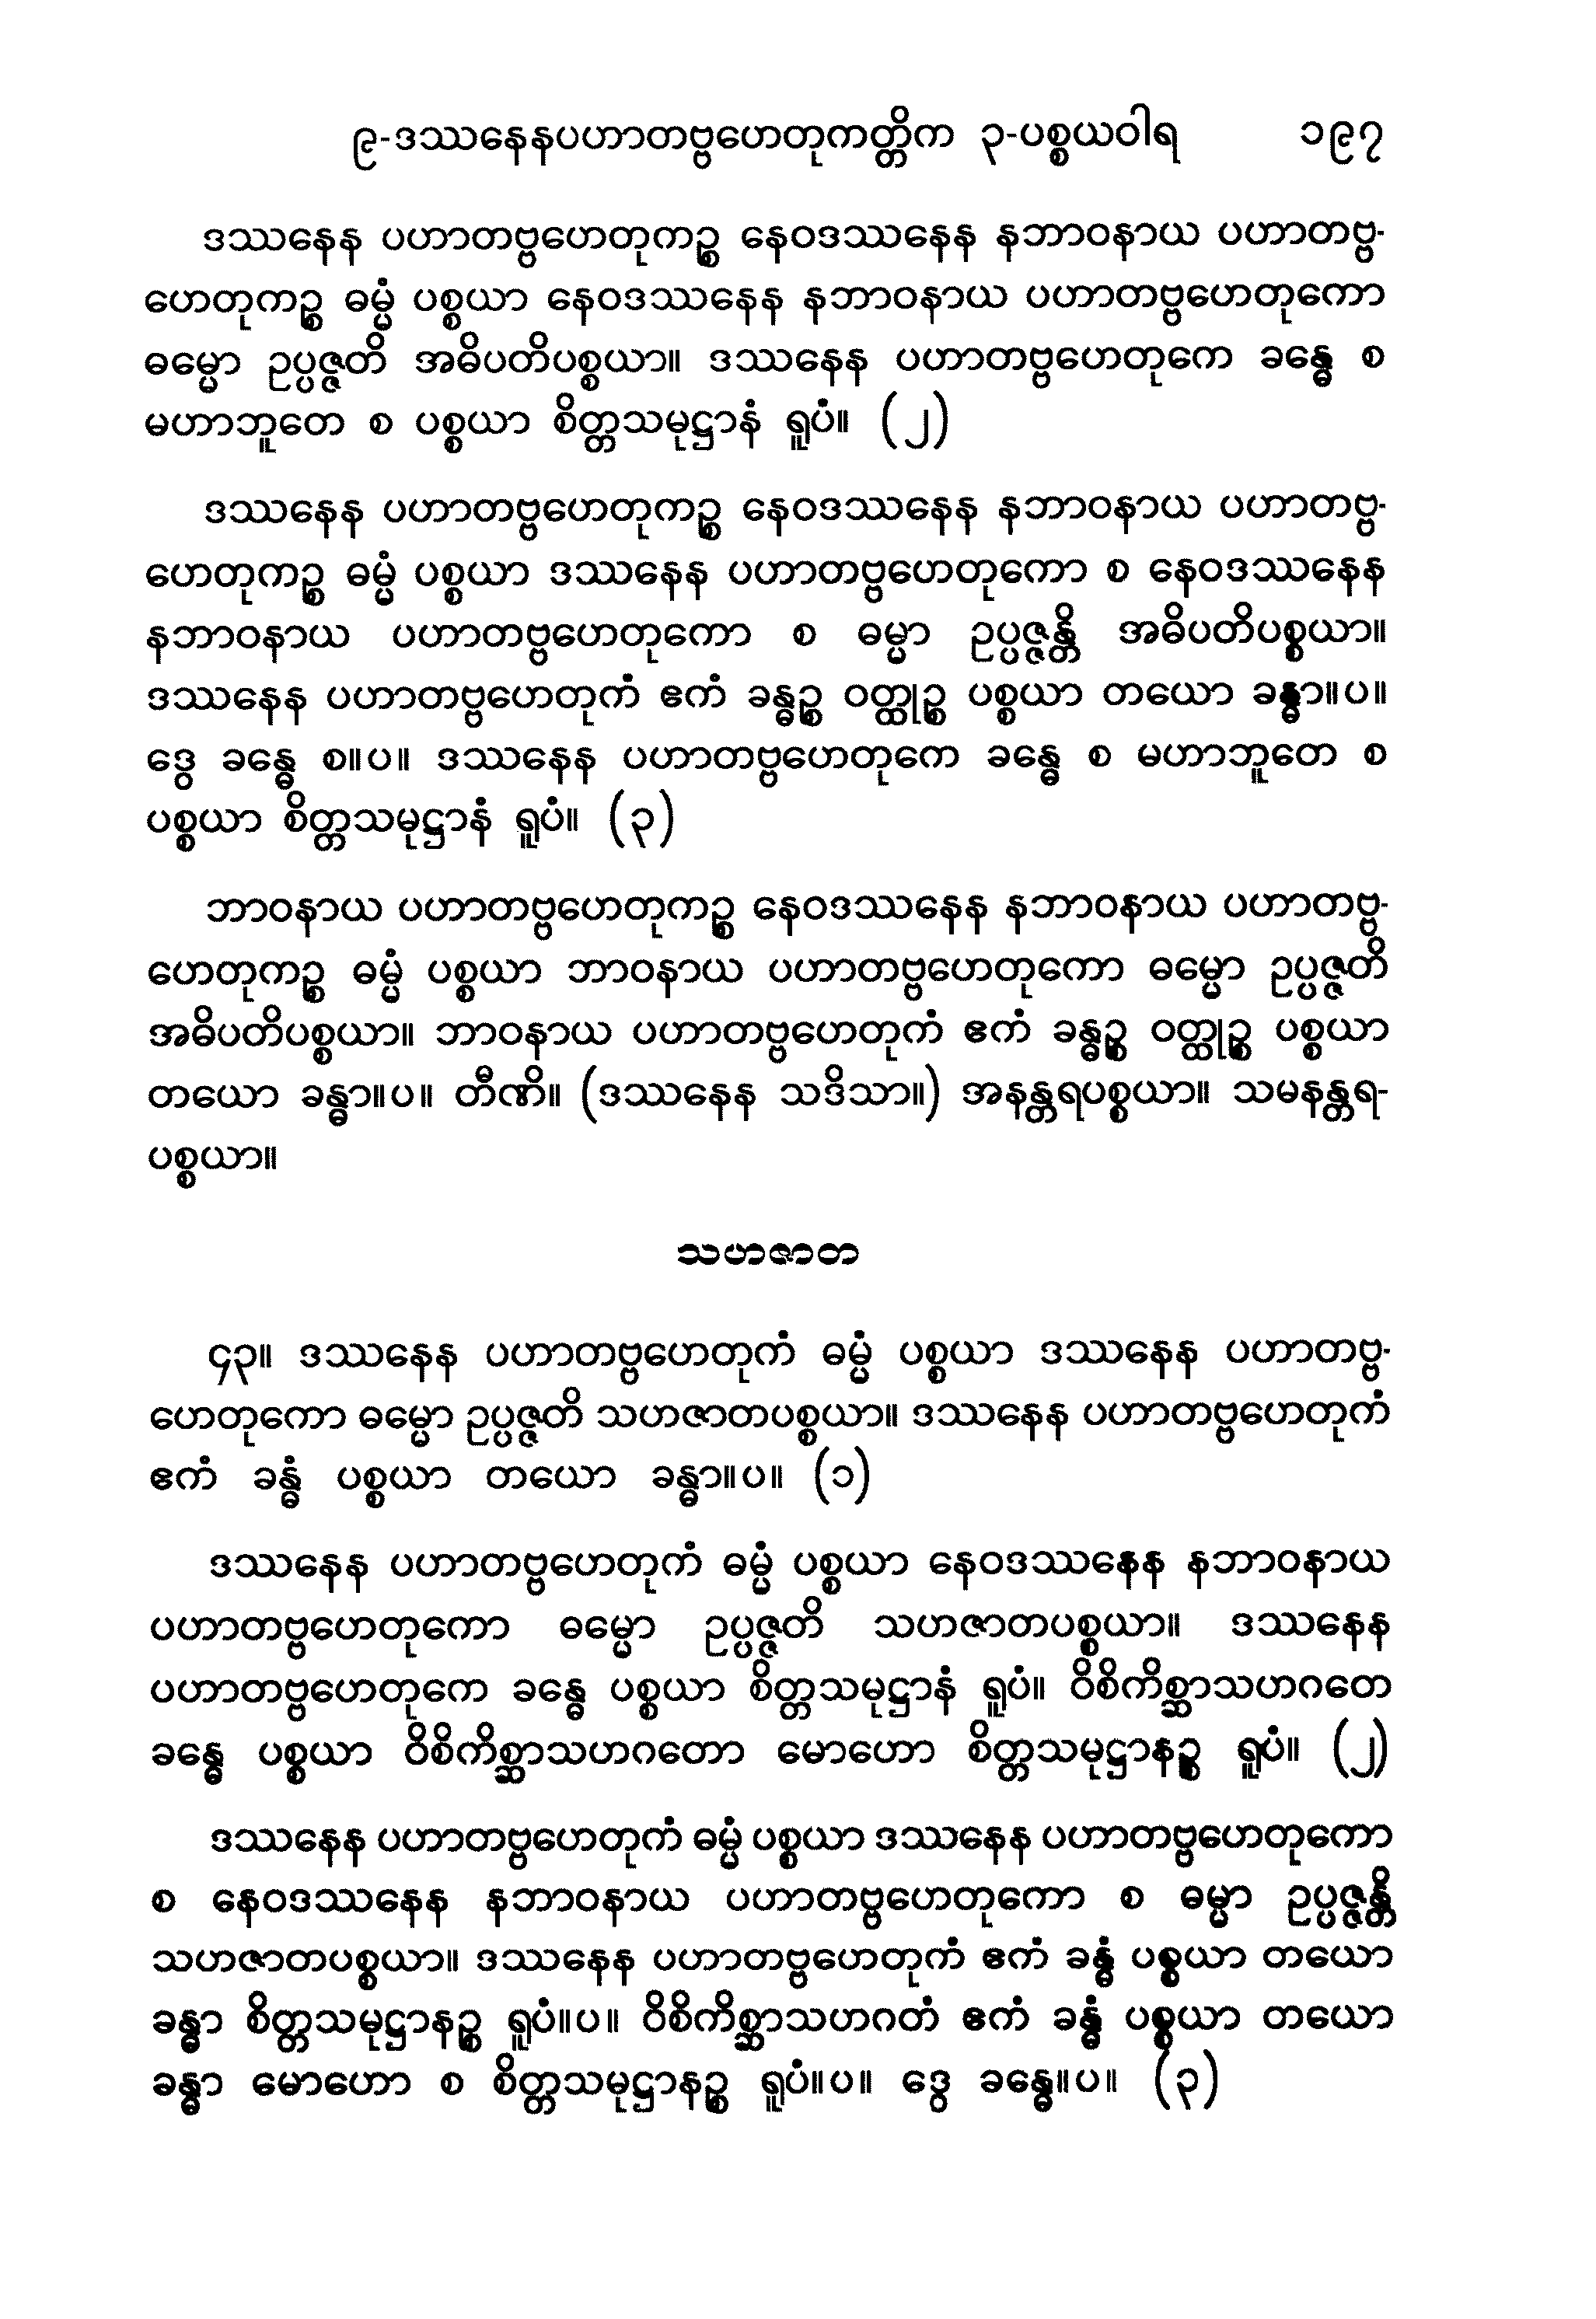 ၉-ဒဿနေနပဟာတဗ္ဗဟေတုကတ္တိက ၃-ပစ္စယဝါရ ၁၉၇
ဒဿနေန ပဟာတဗ္ဗဟေတုကဉ္စ နေဝဒဿနေန နဘာဝနာယ ပဟာတဗ္ဗ-
ဟေတုကဉ္စ ဓမ္မံ ပစ္စယာ နေဝဒဿနေန နဘာဝနာယ ပဟာတဗ္ဗဟေတုကော
ဓမ္မော ဥပ္ပဇ္ဇတိ အဓိပတိပစ္စယာ။ ဒဿနေန ပဟာတဗ္ဗဟေတုကေ ခန္ဓေ စ
မဟာဘူတေ စ ပစ္စယာ စိတ္တသမုဋ္ဌာနံ ရူပံ။ (၂)
ဒဿနေန ပဟာတဗ္ဗဟေတုကဉ္စ နေဝဒဿနေန နဘာဝနာယ ပဟာတဗ္ဗ-
ဟေတုကဉ္စ ဓမ္မံ ပစ္စယာ ဒဿနေန ပဟာတဗ္ဗဟေတုကော စ နေဝဒဿနေန
နဘာဝနာယ ပဟာတဗ္ဗဟေတုကော စ ဓမ္မာ ဥပ္ပဇ္ဇန္တိ အဓိပတိပစ္စယာ။
ဒဿနေန ပဟာတဗ္ဗဟေတုကံ ဧကံ ခန္ဓဉ္စ ဝတ္ထုဉ္စ ပစ္စယာ တယော ခန္ဓာ။ပ။
ဒွေ ခန္ဓေ စ။ပ။ ဒဿနေန ပဟာတဗ္ဗဟေတုကေ ခန္ဓေ စ မဟာဘူတေ စ
ပစ္စယာ စိတ္တသမုဋ္ဌာနံ ရူပံ။ (၃)
ဘာဝနာယ ပဟာတဗ္ဗဟေတုကဉ္စ နေဝဒဿနေန နဘာဝနာယ ပဟာတဗ္ဗ-
ဟေတုကဉ္စ ဓမ္မံ ပစ္စယာ ဘာဝနာယ ပဟာတဗ္ဗဟေတုကော ဓမ္မော ဥပ္ပဇ္ဇတိ
အဓိပတိပစ္စယာ။ ဘာဝနာယ ပဟာတဗ္ဗဟေတုကံ ဧကံ ခန္ဓဉ္စ ဝတ္ထုဉ္စ ပစ္စယာ
တယော ခန္ဓာ။ပ။ တီဏိ။ (ဒဿနေန သဒိသာ။) အနန္တရပစ္စယာ။ သမနန္တရ-
ပစ္စယာ။
သဟဇာတ
၄၃။ ဒဿနေန ပဟာတဗ္ဗဟေတုကံ ဓမ္မံ ပစ္စယာ ဒဿနေန ပဟာတဗ္ဗ-
ဟေတုကော ဓမ္မော ဥပ္ပဇ္ဇတိ သဟဇာတပစ္စယာ။ ဒဿနေန ပဟာတဗ္ဗဟေတုကံ
ဧကံ ခန္ဓံ ပစ္စယာ တယော ခန္ဓာ။ပ။ (၁)
ဒဿနေန ပဟာတဗ္ဗဟေတုကံ ဓမ္မံ ပစ္စယာ နေဝဒဿနေန နဘာဝနာယ
ပဟာတဗ္ဗဟေတုကော ဓမ္မော ဥပ္ပဇ္ဇတိ သဟဇာတပစ္စယာ။ ဒဿနေန
ပဟာတဗ္ဗဟေတုကေ ခန္ဓေ ပစ္စယာ စိတ္တသမုဋ္ဌာနံ ရူပံ။ ဝိစိကိစ္ဆာသဟဂတေ
ခန္ဓေ ပစ္စယာ ဝိစိကိစ္ဆာသဟဂတော မောဟော စိတ္တသမုဋ္ဌာနဉ္စ ရူပံ။ (၂)
ဒဿနေန ပဟာတဗ္ဗဟေတုကံ ဓမ္မံ ပစ္စယာ ဒဿနေန ပဟာတဗ္ဗဟေတုကော
စ နေဝဒဿနေန နဘာဝနာယ ပဟာတဗ္ဗဟေတုကော စ ဓမ္မာ ဥပ္ပဇ္ဇန္တိ
သဟဇာတပစ္စယာ။ ဒဿနေန ပဟာတဗ္ဗဟေတုကံ ဧကံ ခန္ဓံ ပစ္စယာ တယော
ခန္ဓာ စိတ္တသမုဋ္ဌာနဉ္စ ရူပံ။ပ။ ဝိစိကိစ္ဆာသဟဂတံ ဧကံ ခန္ဓံ ပစ္စယာ တယော
ခန္ဓာ မောဟော စ စိတ္တသမုဋ္ဌာနဉ္စ ရူပံ။ပ။ ဒွေ ခန္ဓေ။ပ။ (၃)